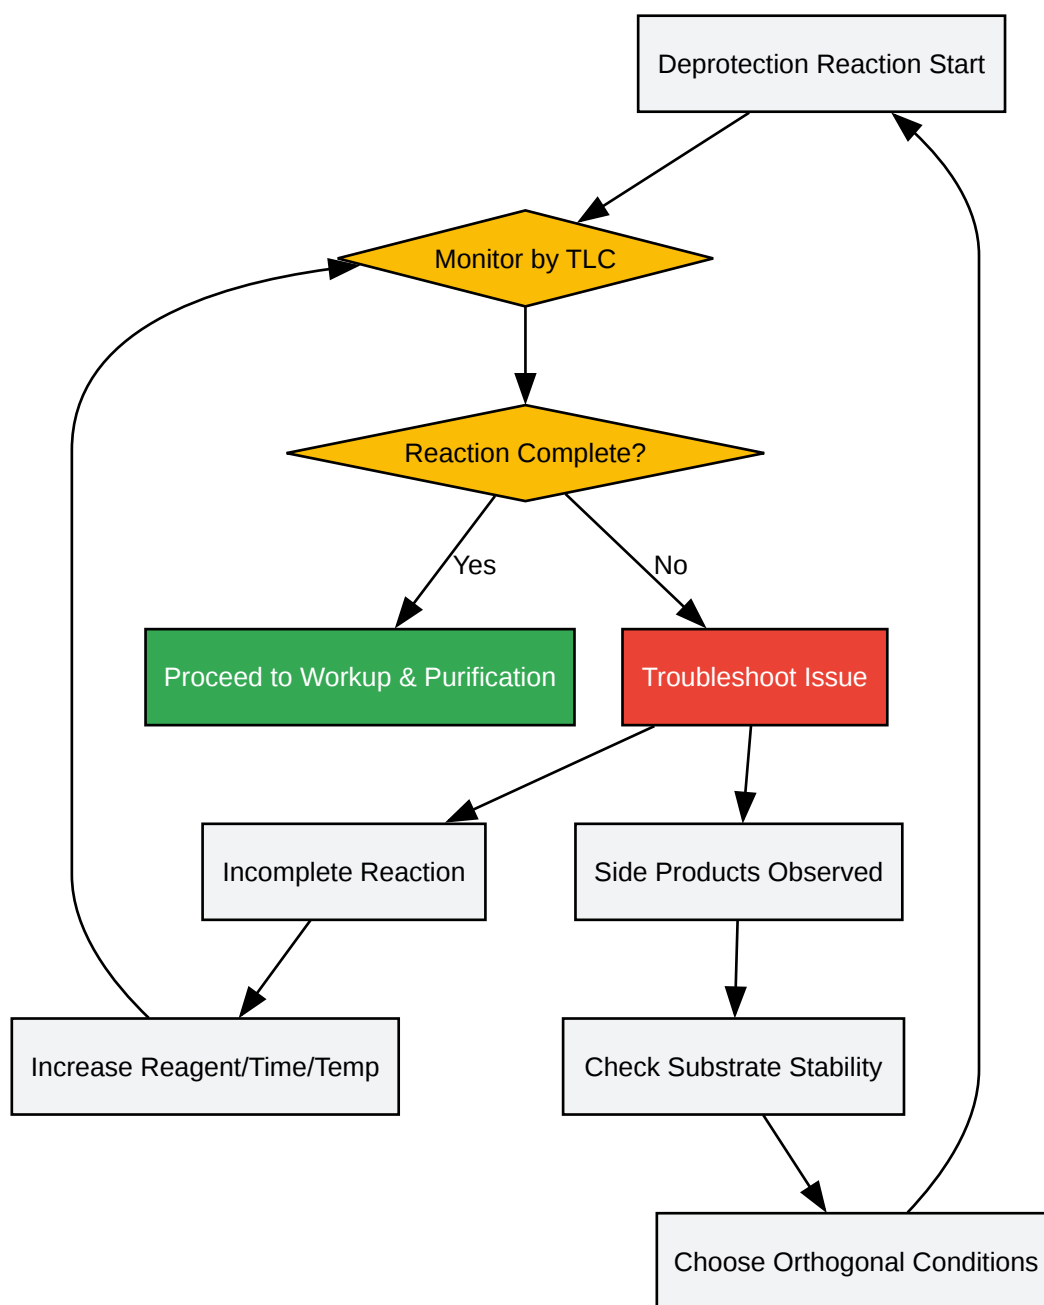 Deprotection Reaction Start
Monitor by TLC
Reaction Complete?
Yes
No
Proceed to Workup & Purification
Troubleshoot Issue
Incomplete Reaction
Side Products Observed
Increase Reagent/Time/Temp
Check Substrate Stability
Choose Orthogonal Conditions